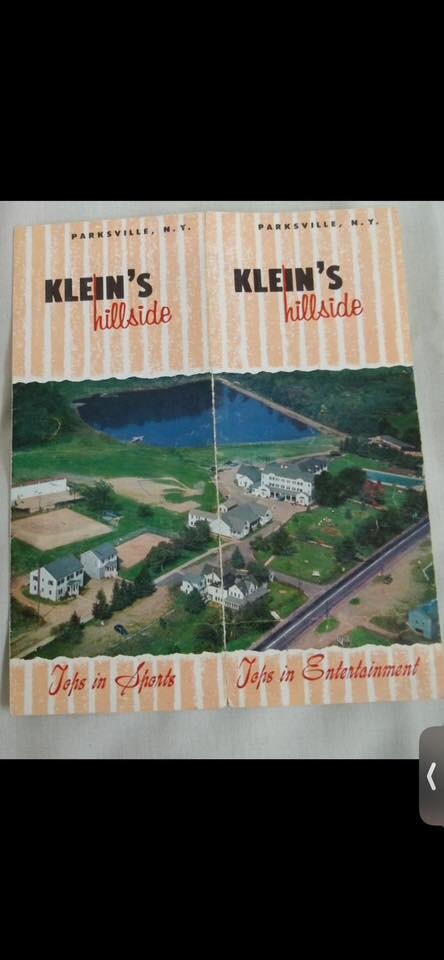 PARKSVILLE, N.Y.
KLEIN'S
hillside
PARKSVILLE, N.Y.
KLEIN'S
hillside
Tops in Sports
Tops in Entertainment